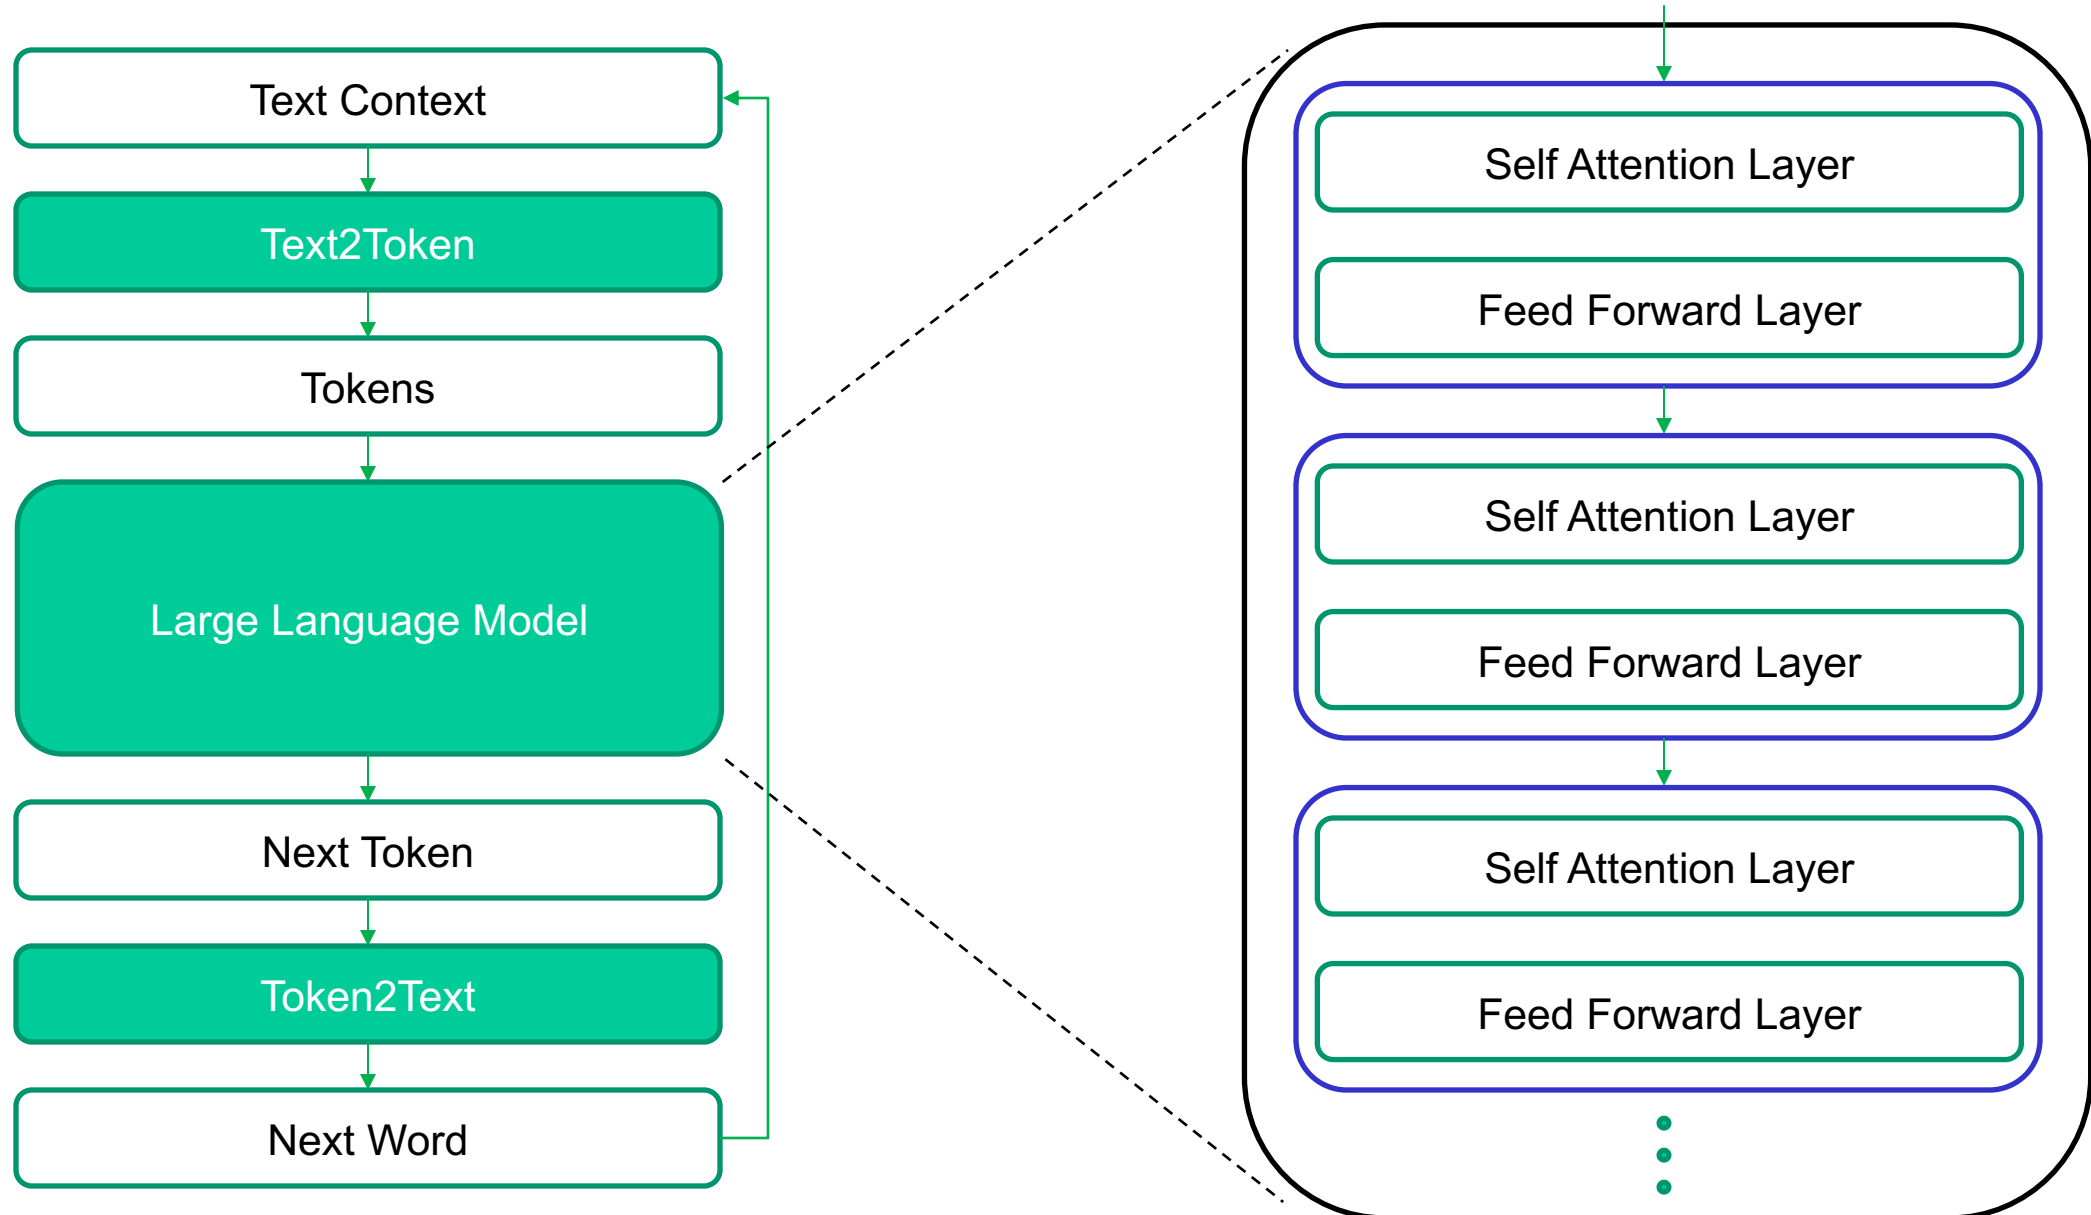 Text Context
Text2Token
Tokens
Large Language Model
Next Token
Token2Text
Next Word
Self Attention Layer
Feed Forward Layer
Self Attention Layer
Feed Forward Layer
Self Attention Layer
Feed Forward Layer